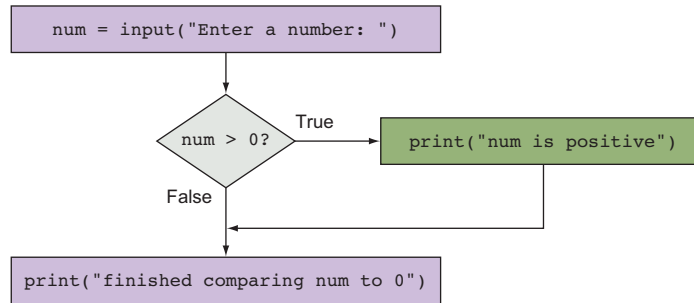 num = input("Enter a number: ")
num > 0?
True
print("num is positive")
False
print("finished comparing num to 0")